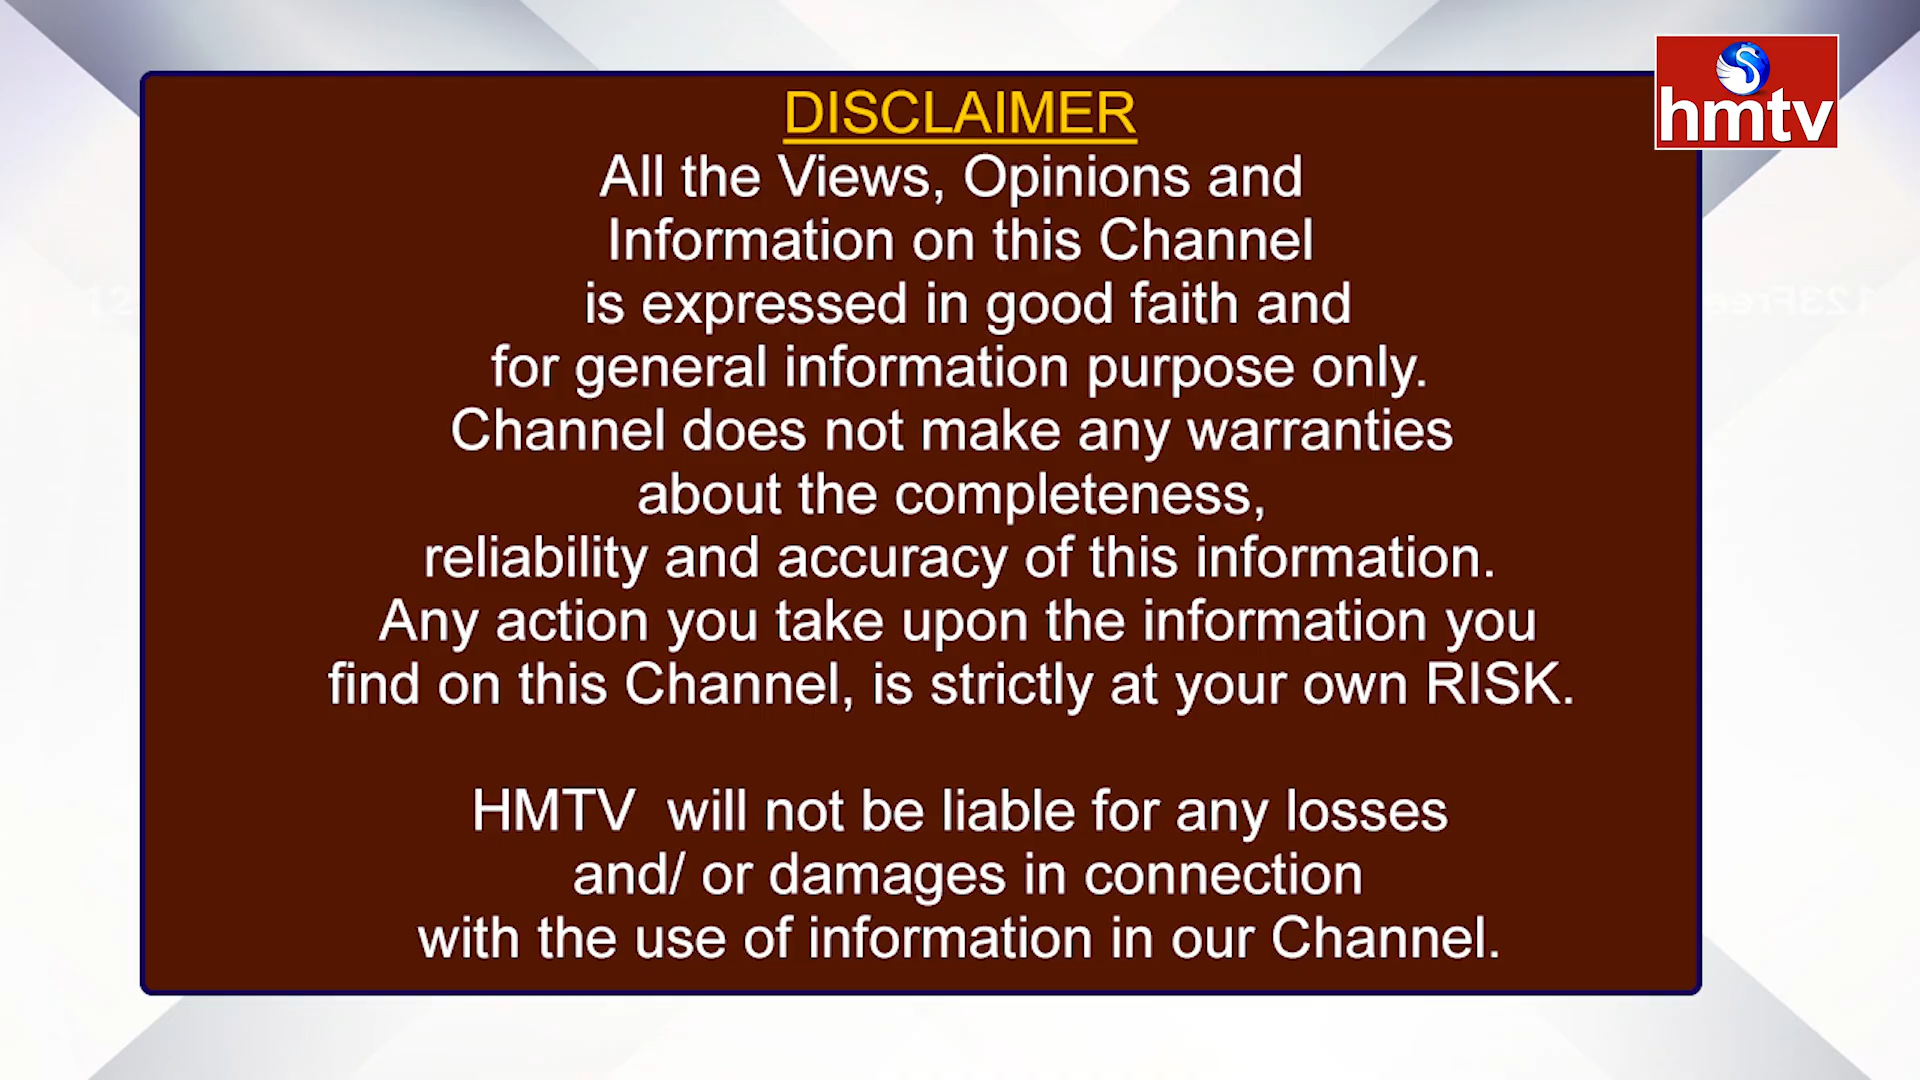 hmtv
DISCLAIMER
All the Views, Opinions and
Information on this Channel
is expressed in good faith and
for general information purpose only.
Channel does not make any warranties
about the completeness,
reliability and accuracy of this information.
Any action you take upon the information you
find on this Channel, is strictly at your own RISK.
HMTV will not be liable for any losses
and/ or damages in connection
with the use of information in our Channel.